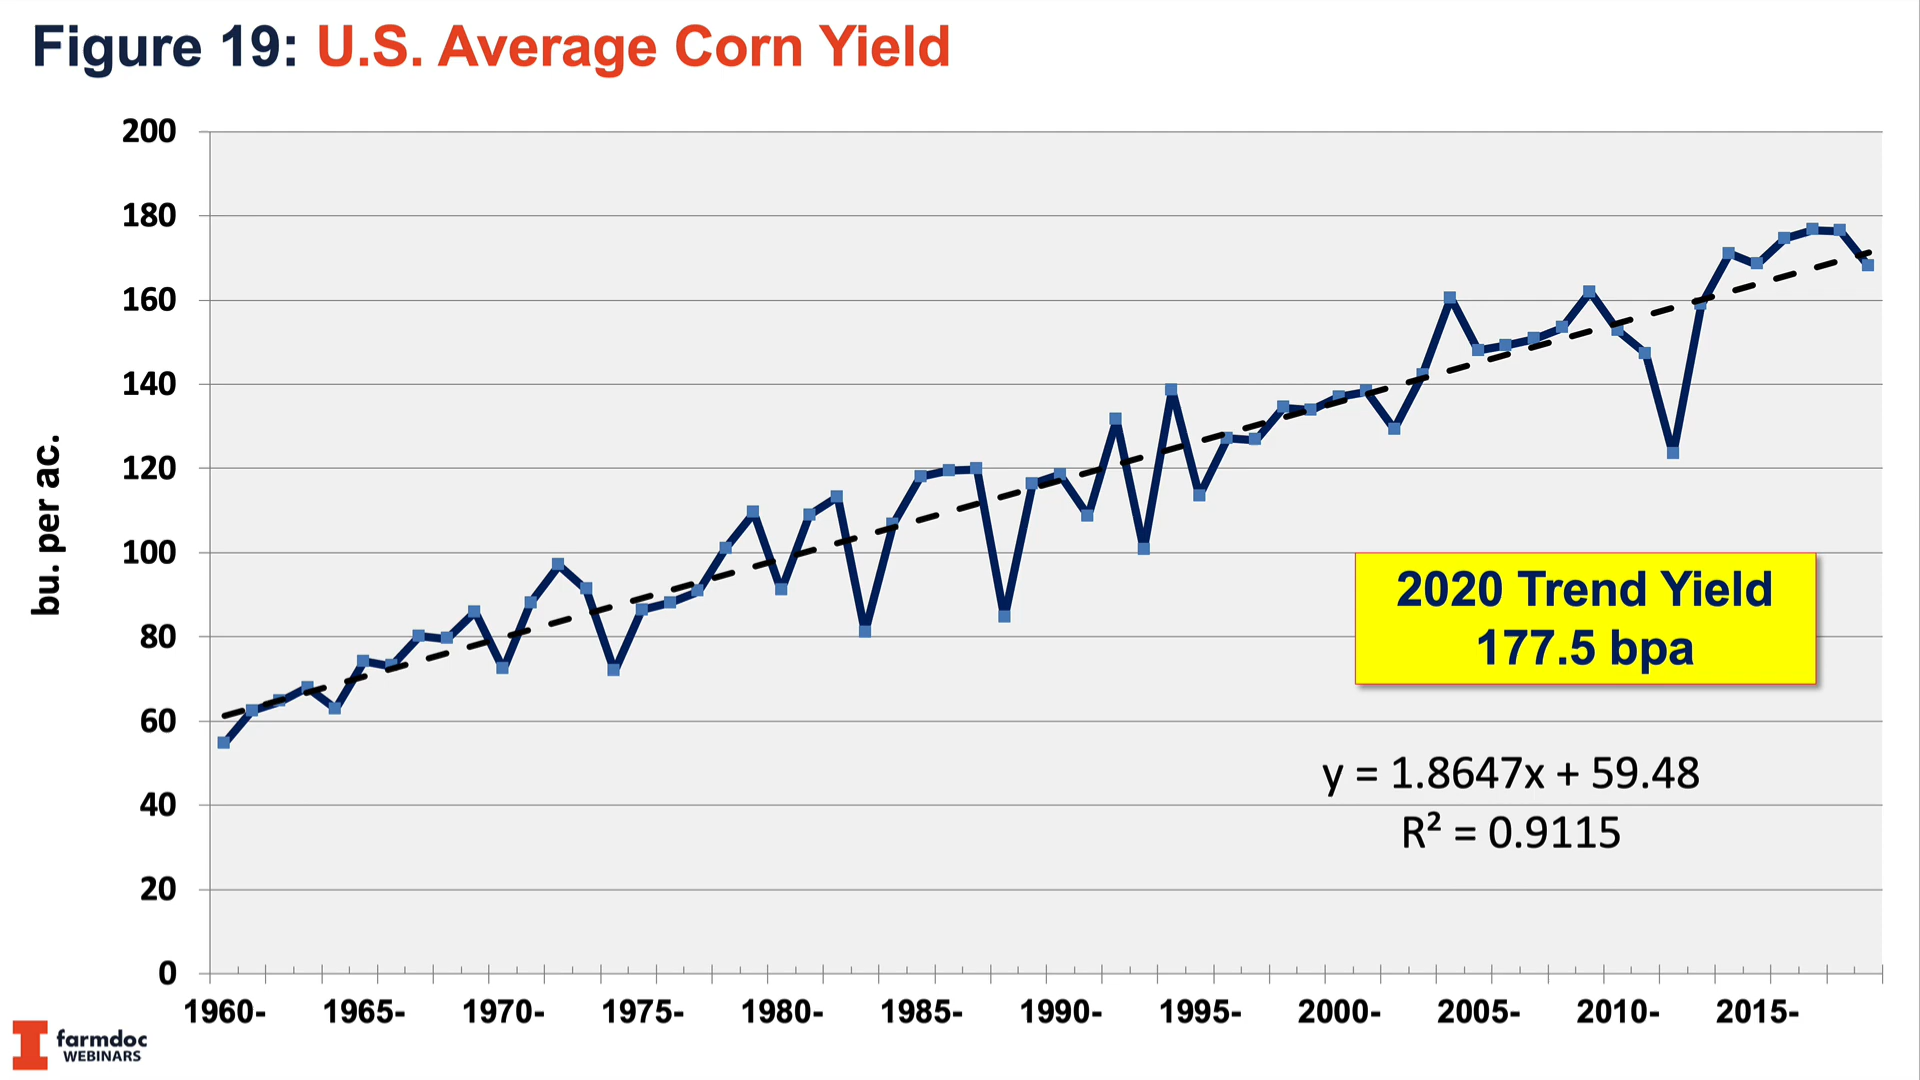 Figure 19: U.S. Average Corn Yield
200
180
160
140
120
100
80
60
40
20
0
bu. per ac.
2020 Trend Yield
177.5 bpa
y = 1.8647x + 59.48
R² = 0.9115
1960- 1965- 1970- 1975- 1980- 1985- 1990- 1995- 2000- 2005- 2010- 2015-
I farmdoc
WEBINARS